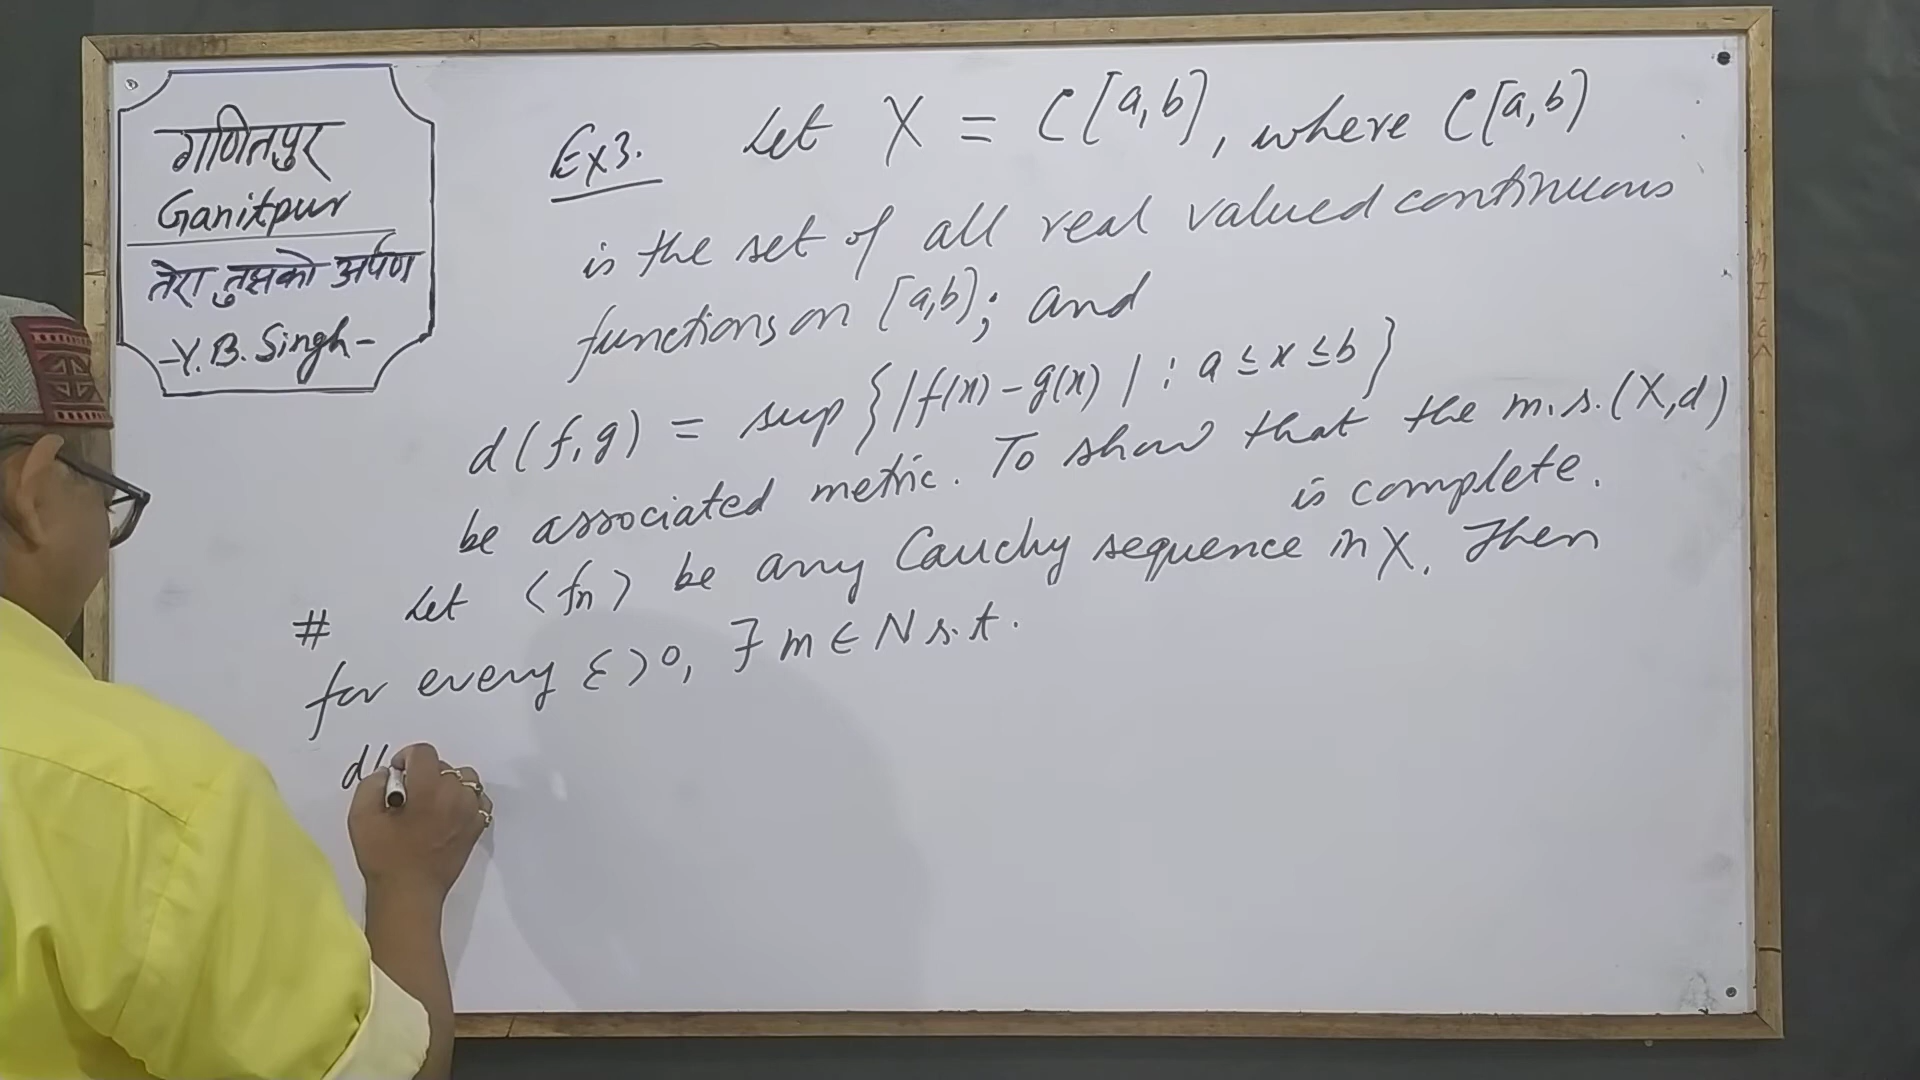 गणितपुर
Ganitpur
तेरा तुझको अर्पण
-Y. B. Singh-
Ex3. Let X = C[a,b], where C[a,b]
is the set of all real valued continuous
functions on [a,b]; and
d(f,g) = sup{|f(x)-g(x)| : a≤x≤b}
be associated metric. To show that the m.s.(X,d)
is complete.
# Let <fn> be any Cauchy sequence in X. Then
for every ε>0, ∃ m∈N s.t.
d(